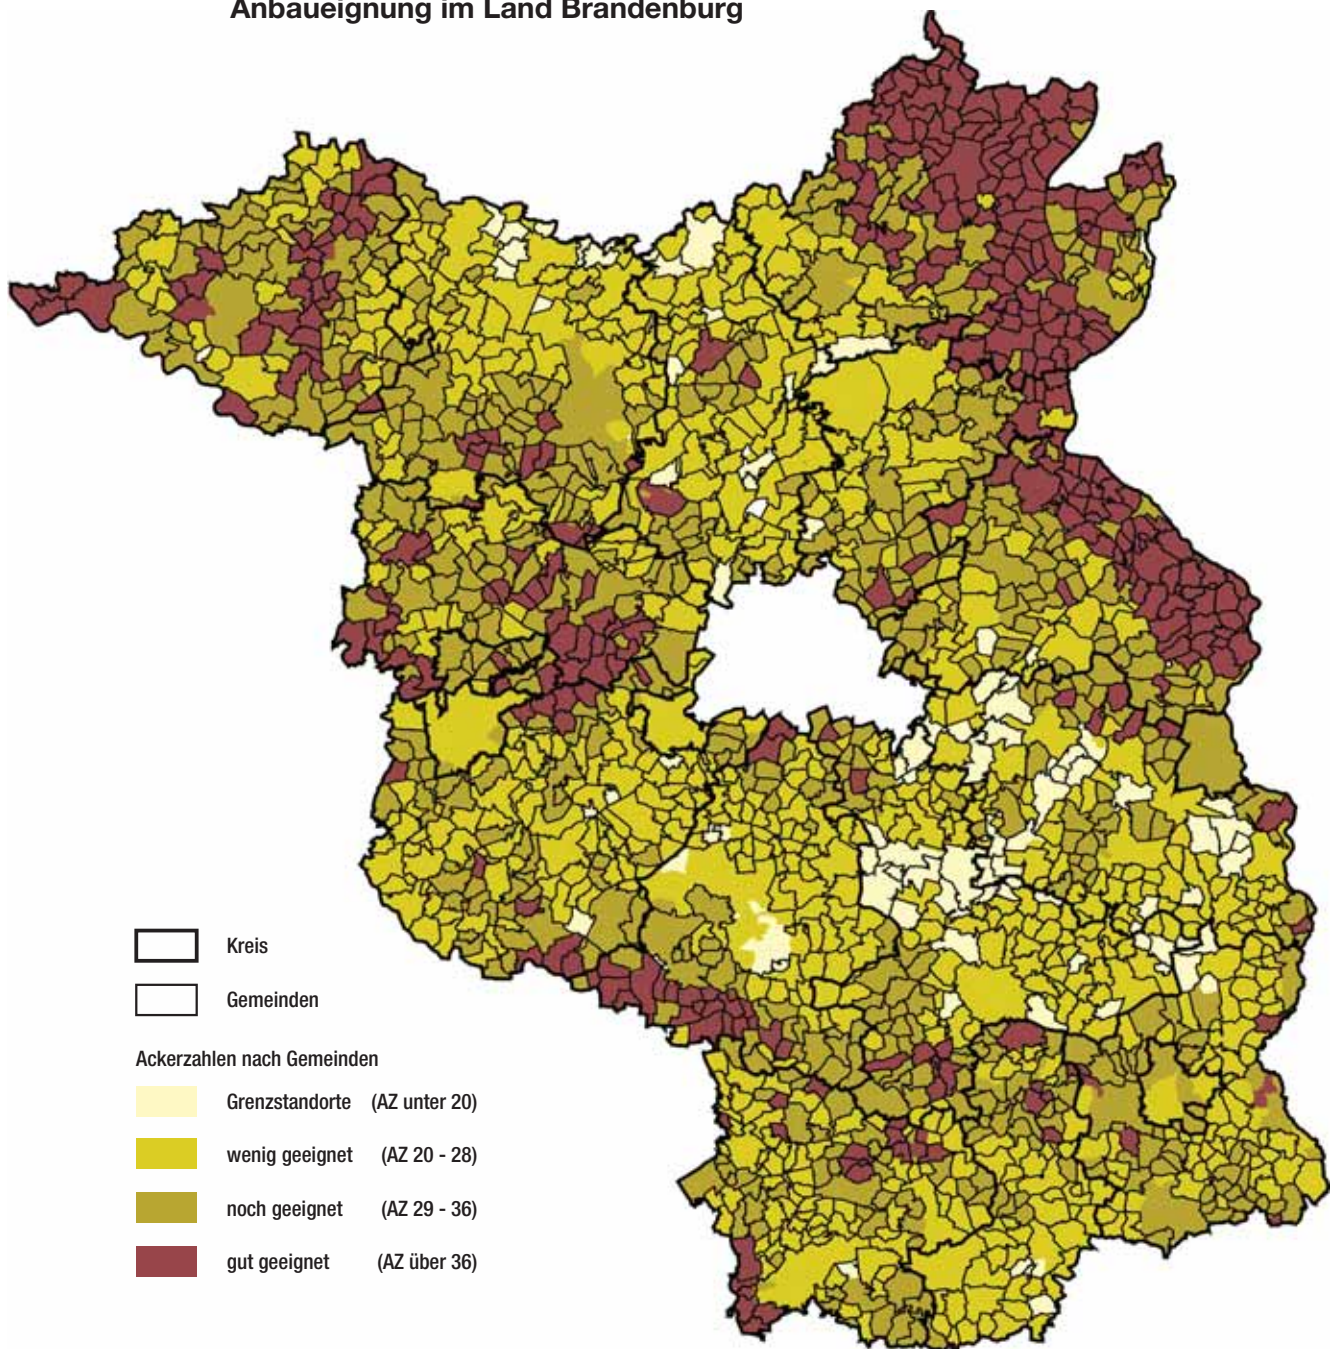 Anbaueignung im Land Brandenburg
Kreis
Gemeinden
Ackerzahlen nach Gemeinden
Grenzstandorte (AZ unter 20)
wenig geeignet (AZ 20 - 28)
noch geeignet (AZ 29 - 36)
gut geeignet (AZ über 36)